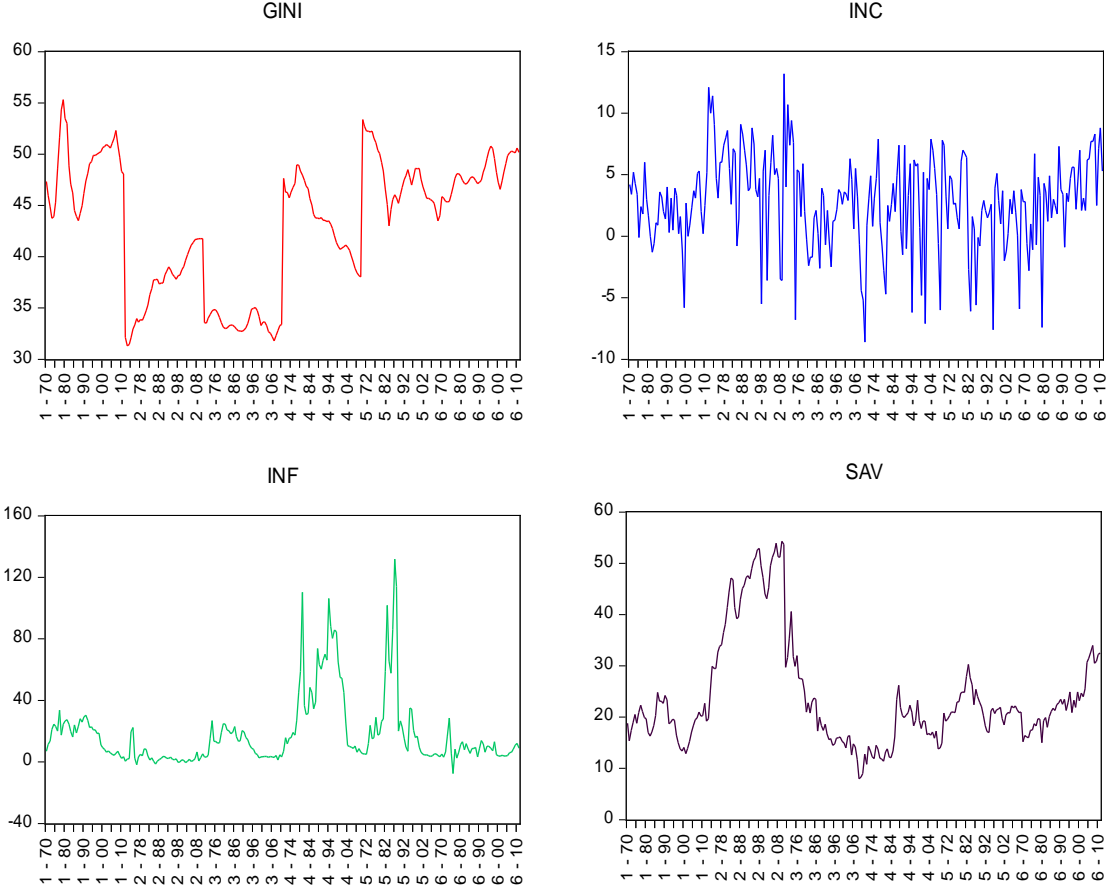 GINI
60
55
50
45
40
35
30
1 - 70
1 - 80
1 - 90
1 - 00
1 - 10
2 - 78
2 - 88
2 - 98
2 - 08
3 - 76
3 - 86
3 - 96
3 - 06
4 - 74
4 - 84
4 - 94
4 - 04
5 - 72
5 - 82
5 - 92
5 - 02
6 - 70
6 - 80
6 - 90
6 - 00
6 - 10
INC
15
10
5
0
-5
-10
1 - 70
1 - 80
1 - 90
1 - 00
1 - 10
2 - 78
2 - 88
2 - 98
2 - 08
3 - 76
3 - 86
3 - 96
3 - 06
4 - 74
4 - 84
4 - 94
4 - 04
5 - 72
5 - 82
5 - 92
5 - 02
6 - 70
6 - 80
6 - 90
6 - 00
6 - 10
INF
160
120
80
40
0
-40
1 - 70
1 - 80
1 - 90
1 - 00
1 - 10
2 - 78
2 - 88
2 - 98
2 - 08
3 - 76
3 - 86
3 - 96
3 - 06
4 - 74
4 - 84
4 - 94
4 - 04
5 - 72
5 - 82
5 - 92
5 - 02
6 - 70
6 - 80
6 - 90
6 - 00
6 - 10
SAV
60
50
40
30
20
10
0
1 - 70
1 - 80
1 - 90
1 - 00
1 - 10
2 - 78
2 - 88
2 - 98
2 - 08
3 - 76
3 - 86
3 - 96
3 - 06
4 - 74
4 - 84
4 - 94
4 - 04
5 - 72
5 - 82
5 - 92
5 - 02
6 - 70
6 - 80
6 - 90
6 - 00
6 - 10